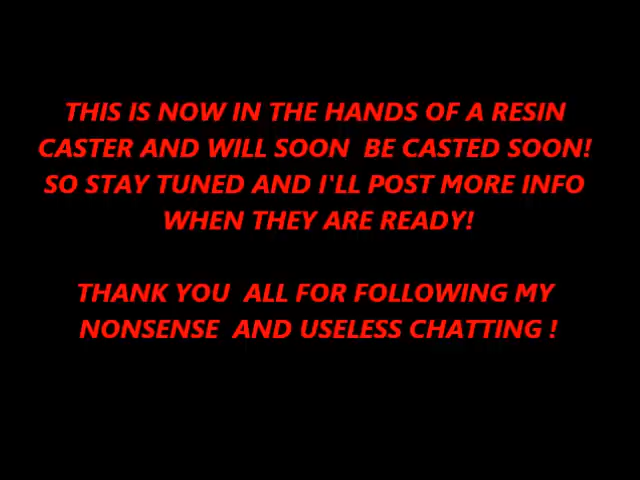 THIS IS NOW IN THE HANDS OF A RESIN
CASTER AND WILL SOON  BE CASTED SOON!
SO STAY TUNED AND I'LL POST MORE INFO
WHEN THEY ARE READY!
THANK YOU  ALL FOR FOLLOWING MY
NONSENSE  AND USELESS CHATTING !